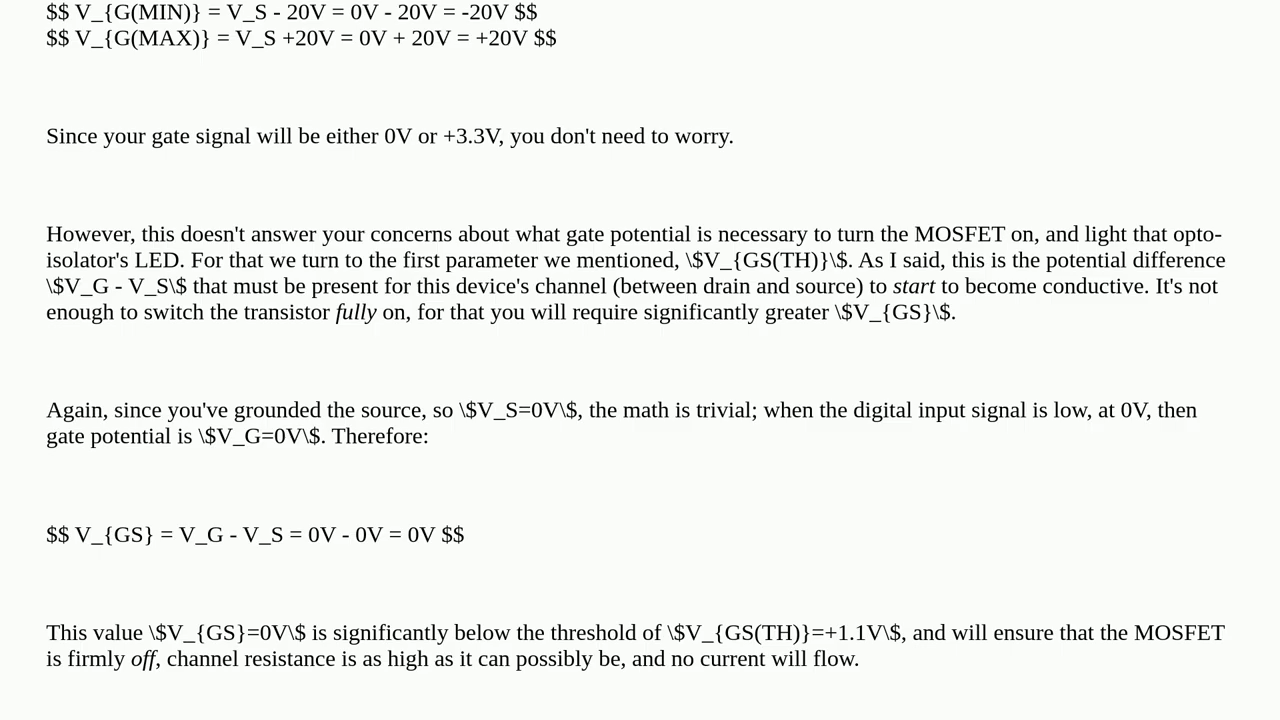 $$ V_{G(MIN)} = V_S - 20V = 0V - 20V = -20V $$
$$ V_{G(MAX)} = V_S +20V = 0V + 20V = +20V $$
Since your gate signal will be either 0V or +3.3V, you don't need to worry.
However, this doesn't answer your concerns about what gate potential is necessary to turn the MOSFET on, and light that opto-
isolator's LED. For that we turn to the first parameter we mentioned, \$V_{GS(TH)}\$. As I said, this is the potential difference
\$V_G - V_S\$ that must be present for this device's channel (between drain and source) to start to become conductive. It's not
enough to switch the transistor fully on, for that you will require significantly greater \$V_{GS}\$.
Again, since you've grounded the source, so \$V_S=0V\$, the math is trivial; when the digital input signal is low, at 0V, then
gate potential is \$V_G=0V\$. Therefore:
$$ V_{GS} = V_G - V_S = 0V - 0V = 0V $$
This value \$V_{GS}=0V\$ is significantly below the threshold of \$V_{GS(TH)}=+1.1V\$, and will ensure that the MOSFET
is firmly off, channel resistance is as high as it can possibly be, and no current will flow.